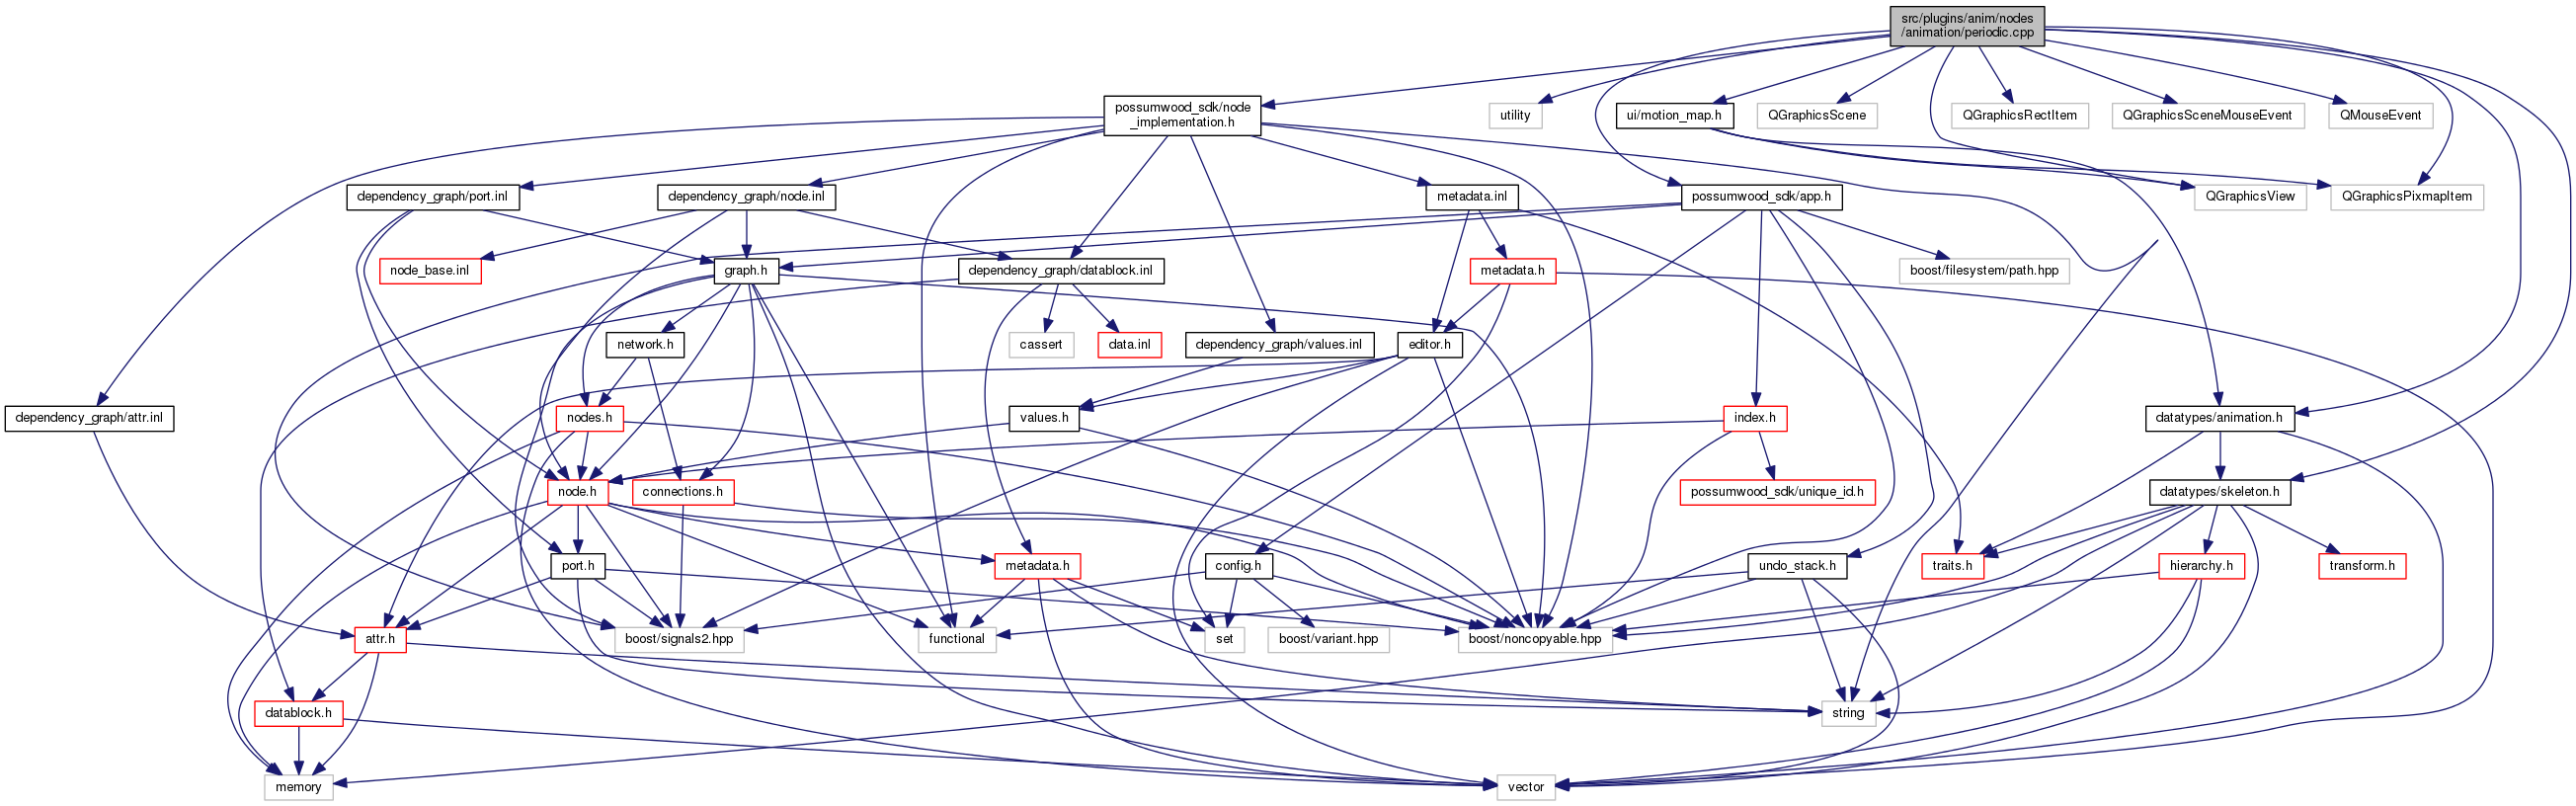 src/plugins/anim/nodes
/animation/periodic.cpp
possumwood_sdk/node
_implementation.h
utility
ui/motion_map.h
QGraphicsScene
QGraphicsRectItem
QGraphicsSceneMouseEvent
QMouseEvent
dependency_graph/port.inl
dependency_graph/node.inl
metadata.inl
possumwood_sdk/app.h
QGraphicsView
QGraphicsPixmapItem
node_base.inl
graph.h
dependency_graph/datablock.inl
metadata.h
boost/filesystem/path.hpp
network.h
cassert
data.inl
dependency_graph/values.inl
editor.h
dependency_graph/attr.inl
nodes.h
values.h
index.h
datatypes/animation.h
node.h
connections.h
possumwood_sdk/unique_id.h
datatypes/skeleton.h
port.h
metadata.h
config.h
undo_stack.h
traits.h
hierarchy.h
transform.h
attr.h
boost/signals2.hpp
functional
set
boost/variant.hpp
boost/noncopyable.hpp
datablock.h
string
memory
vector